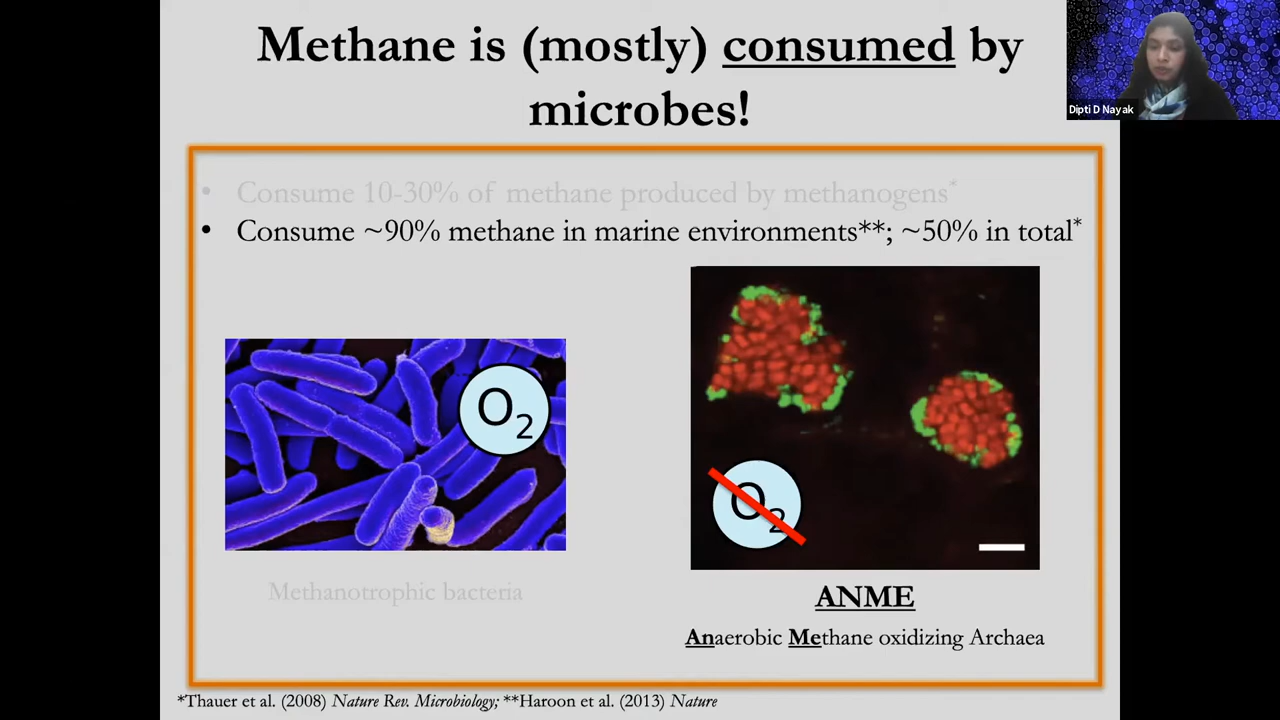 Methane is (mostly) consumed by
microbes!
Dipti D Nayak
• Consume 10-30% of methane produced by methanogens*
• Consume ~90% methane in marine environments**; ~50% in total*
O2
O2
Methanotrophic bacteria
ANME
Anaerobic Methane oxidizing Archaea
*Thauer et al. (2008) Nature Rev. Microbiology; **Haroon et al. (2013) Nature